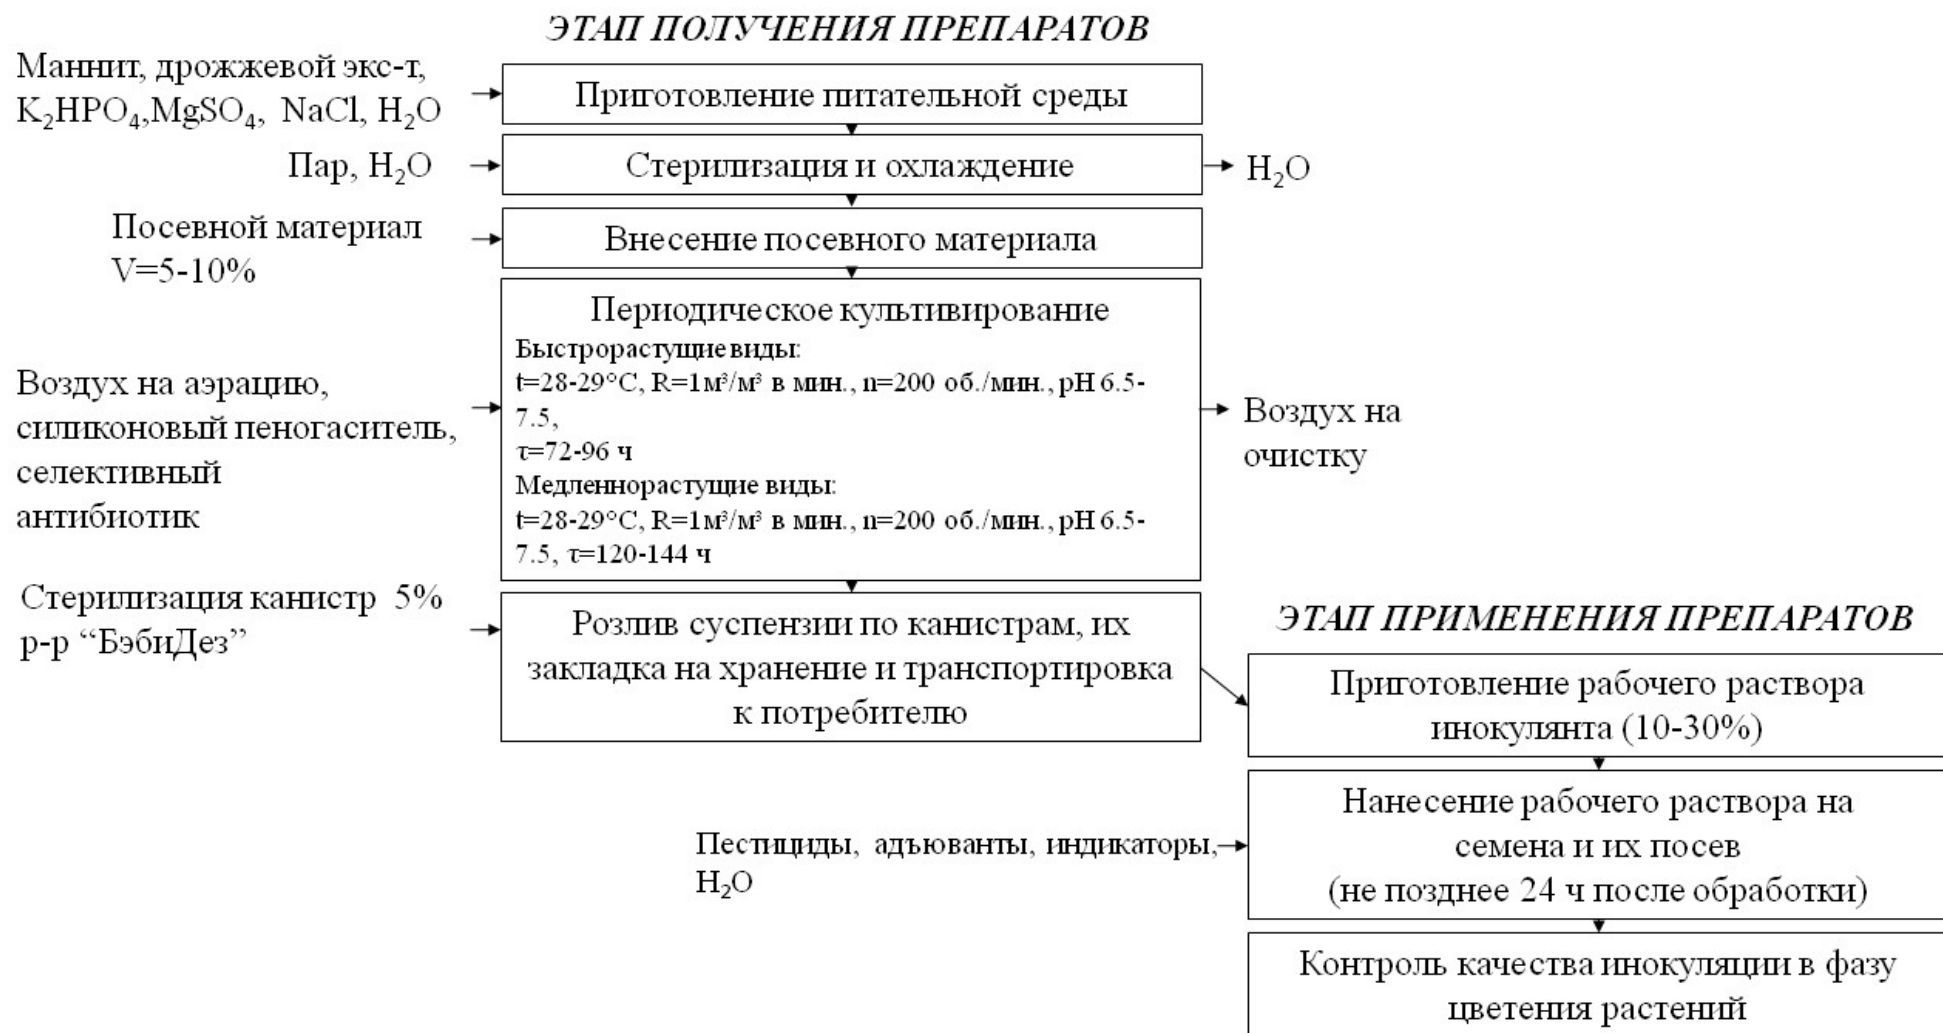 ЭТАП ПОЛУЧЕНИЯ ПРЕПАРАТОВ
Маннит, дрожжевой экс-т,
K₂HPO₄,MgSO₄, NaCl, H₂O
Приготовление питательной среды
Пар, H₂O
Стерилизация и охлаждение
H₂O
Посевной материал
V=5-10%
Внесение посевного материала
Периодическое культивирование
Быстрорастущие виды:
t=28-29°C, R=1м³/м³ в мин., n=200 об./мин., pH 6.5-
7.5,
τ=72-96 ч
Медленнорастущие виды:
t=28-29°C, R=1м³/м³ в мин., n=200 об./мин., pH 6.5-
7.5, τ=120-144 ч
Воздух на аэрацию,
силиконовый пеногаситель,
селективный
антибиотик
Воздух на
очистку
Стерилизация канистр 5%
р-р “БэбиДез”
Розлив суспензии по канистрам, их
закладка на хранение и транспортировка
к потребителю
ЭТАП ПРИМЕНЕНИЯ ПРЕПАРАТОВ
Приготовление рабочего раствора
инокулянта (10-30%)
Пестициды, адъюванты, индикаторы,
H₂O
Нанесение рабочего раствора на
семена и их посев
(не позднее 24 ч после обработки)
Контроль качества инокуляции в фазу
цветения растений